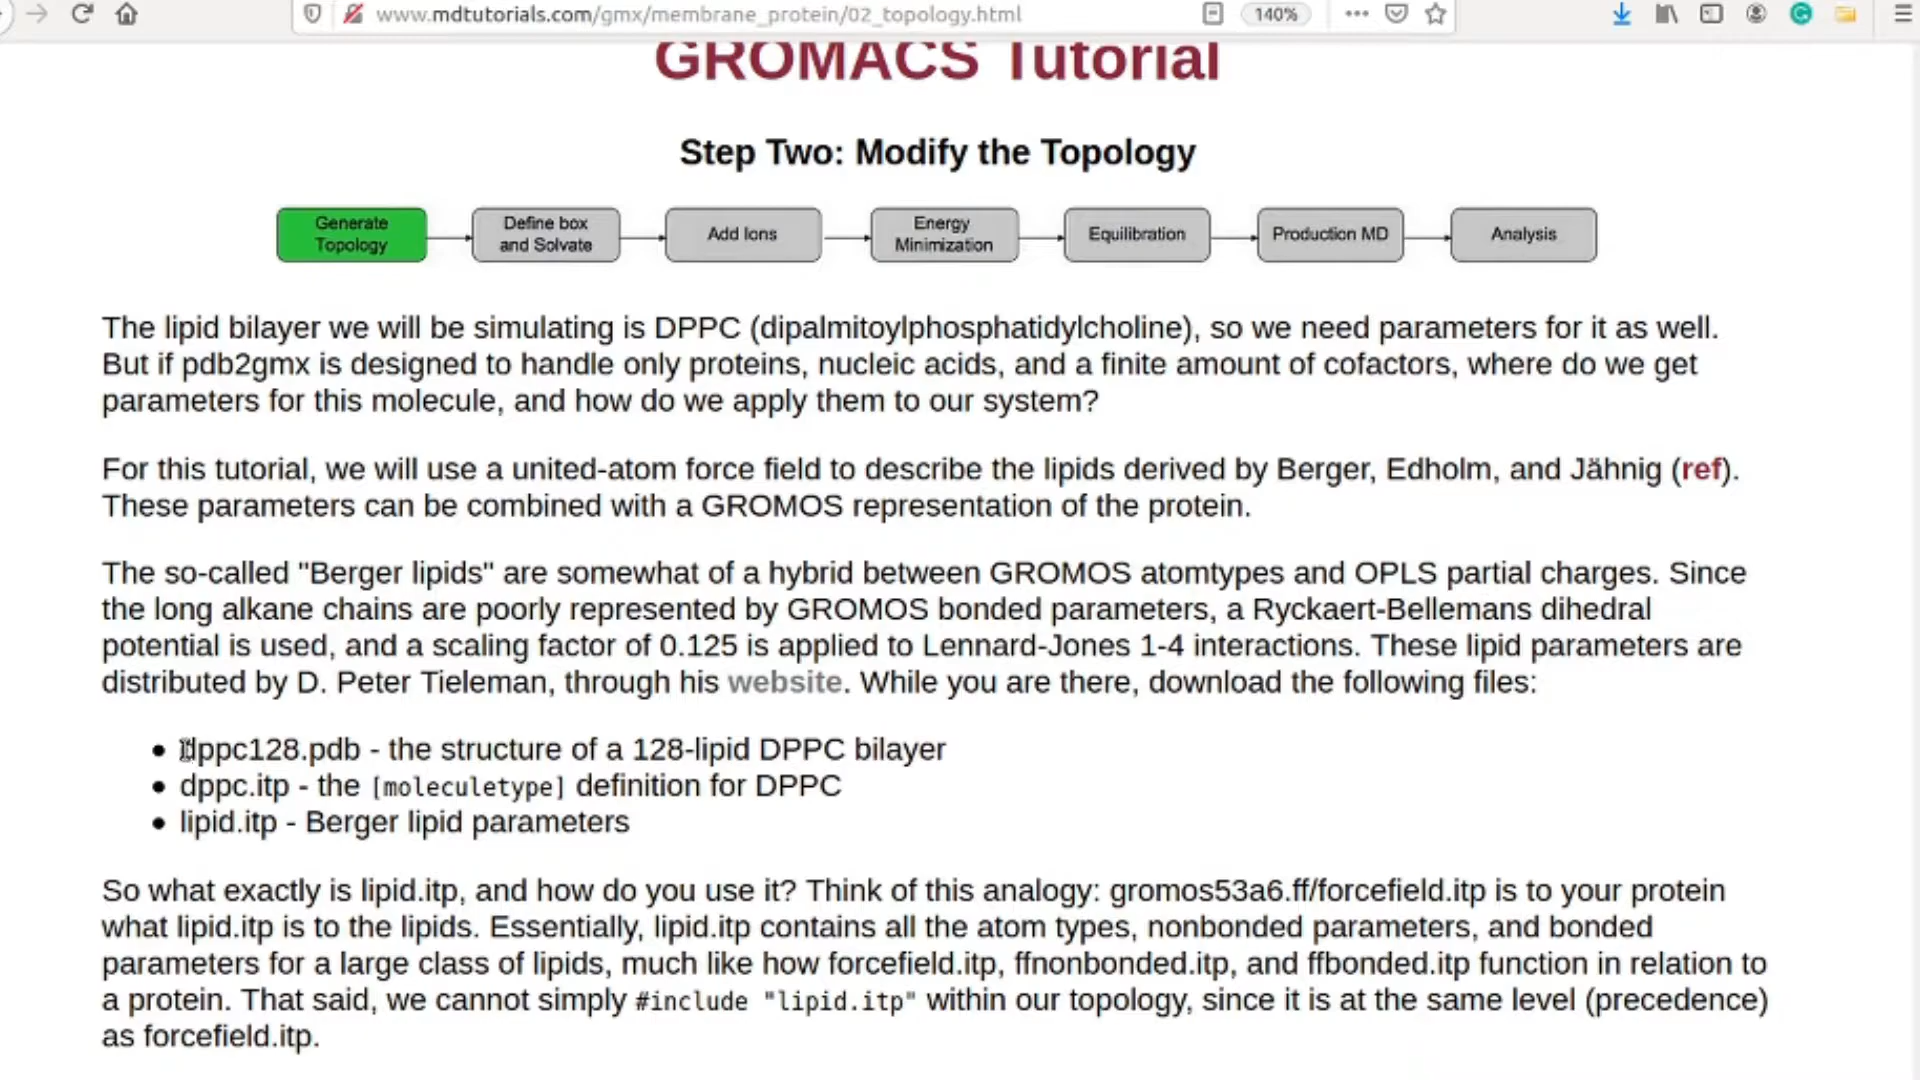 www.mdtutorials.com/gmx/membrane_protein/02_topology.html
140%
GROMACS Tutorial
Step Two: Modify the Topology
Generate
Topology
Define box
and Solvate
Add Ions
Energy
Minimization
Equilibration
Production MD
Analysis
The lipid bilayer we will be simulating is DPPC (dipalmitoylphosphatidylcholine), so we need parameters for it as well.
But if pdb2gmx is designed to handle only proteins, nucleic acids, and a finite amount of cofactors, where do we get
parameters for this molecule, and how do we apply them to our system?
For this tutorial, we will use a united-atom force field to describe the lipids derived by Berger, Edholm, and Jähnig (ref).
These parameters can be combined with a GROMOS representation of the protein.
The so-called "Berger lipids" are somewhat of a hybrid between GROMOS atomtypes and OPLS partial charges. Since
the long alkane chains are poorly represented by GROMOS bonded parameters, a Ryckaert-Bellemans dihedral
potential is used, and a scaling factor of 0.125 is applied to Lennard-Jones 1-4 interactions. These lipid parameters are
distributed by D. Peter Tieleman, through his website. While you are there, download the following files:
dppc128.pdb - the structure of a 128-lipid DPPC bilayer
dppc.itp - the [moleculetype] definition for DPPC
lipid.itp - Berger lipid parameters
So what exactly is lipid.itp, and how do you use it? Think of this analogy: gromos53a6.ff/forcefield.itp is to your protein
what lipid.itp is to the lipids. Essentially, lipid.itp contains all the atom types, nonbonded parameters, and bonded
parameters for a large class of lipids, much like how forcefield.itp, ffnonbonded.itp, and ffbonded.itp function in relation to
a protein. That said, we cannot simply #include "lipid.itp" within our topology, since it is at the same level (precedence)
as forcefield.itp.